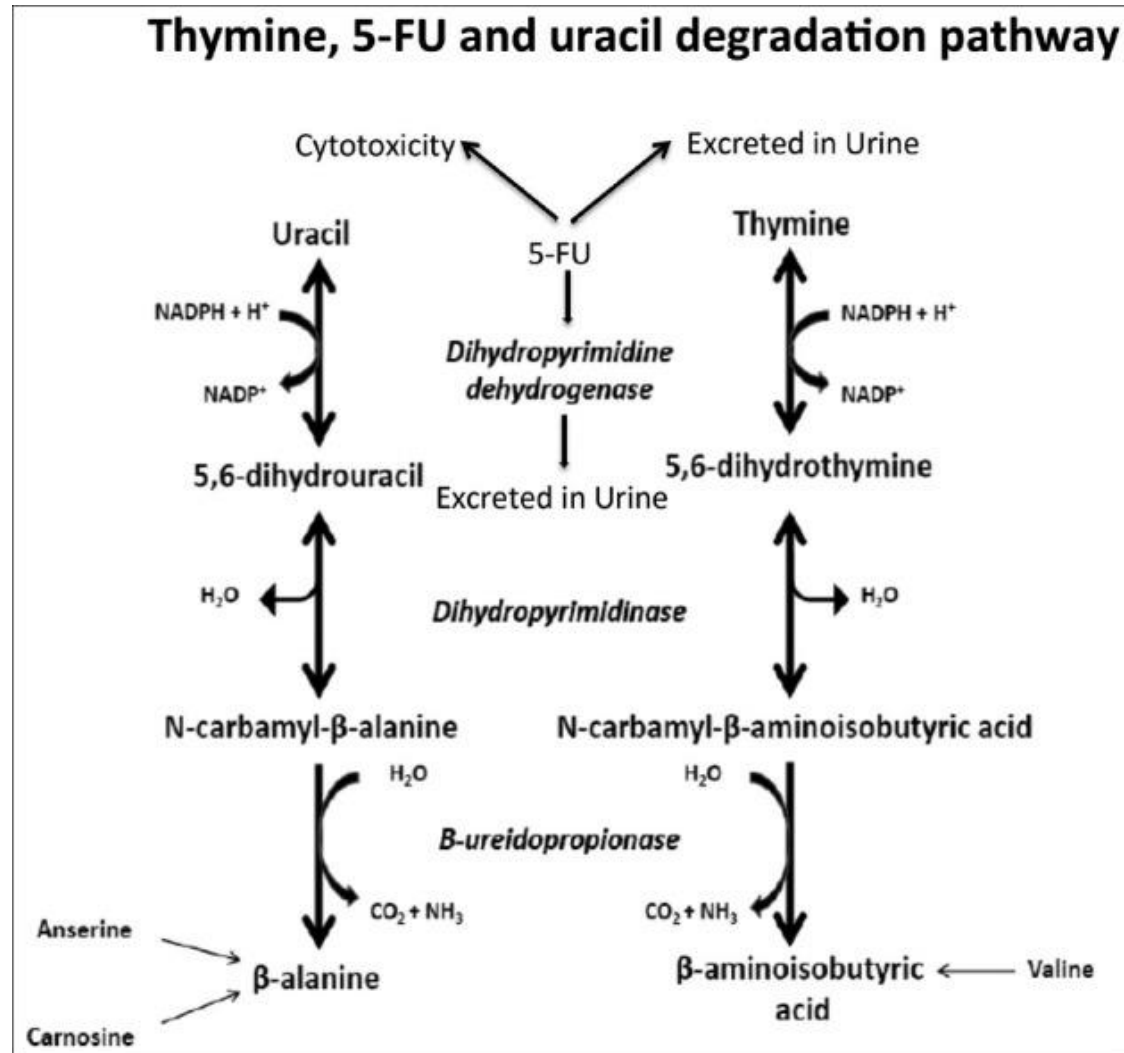 Thymine, 5-FU and uracil degradation pathway
Cytotoxicity
Excreted in Urine
Uracil
5-FU
Thymine
NADPH + H⁺
NADPH + H⁺
Dihydropyrimidine
dehydrogenase
NADP⁺
NADP⁺
5,6-dihydrouracil
5,6-dihydrothymine
Excreted in Urine
H₂O
Dihydropyrimidinase
H₂O
N-carbamyl-β-alanine
N-carbamyl-β-aminoisobutyric acid
H₂O
H₂O
B-ureidopropionase
CO₂ + NH₃
CO₂ + NH₃
Anserine
β-alanine
β-aminoisobutyric
acid
Valine
Carnosine